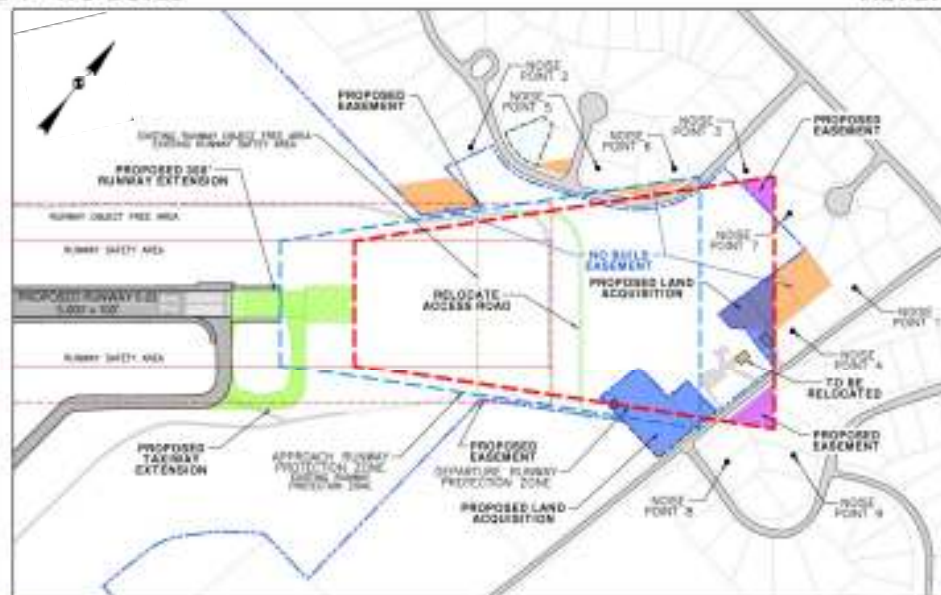 NOISE
POINT 2
PROPOSED
EASEMENT
NOISE
POINT 5
NOISE
POINT 6
NOISE
POINT 3
PROPOSED
EASEMENT
EXISTING RUNWAY OBJECT FREE AREA
EXISTING RUNWAY SAFETY AREA
PROPOSED 300'
RUNWAY EXTENSION
RUNWAY OBJECT FREE AREA
RUNWAY SAFETY AREA
NOISE
POINT 7
NO BUILD
EASEMENT
PROPOSED LAND
ACQUISITION
PROPOSED RUNWAY
5,001' x 100'
RELOCATE
ACCESS ROAD
NOISE
POINT 1
RUNWAY SAFETY AREA
NOISE
POINT 4
TO BE
RELOCATED
PROPOSED
TAXIWAY
EXTENSION
APPROACH RUNWAY
PROTECTION ZONE
EXISTING RUNWAY
PROTECTION ZONE
PROPOSED
EASEMENT
DEPARTURE RUNWAY
PROTECTION ZONE
PROPOSED LAND
ACQUISITION
PROPOSED
EASEMENT
NOISE
POINT 8
NOISE
POINT 9